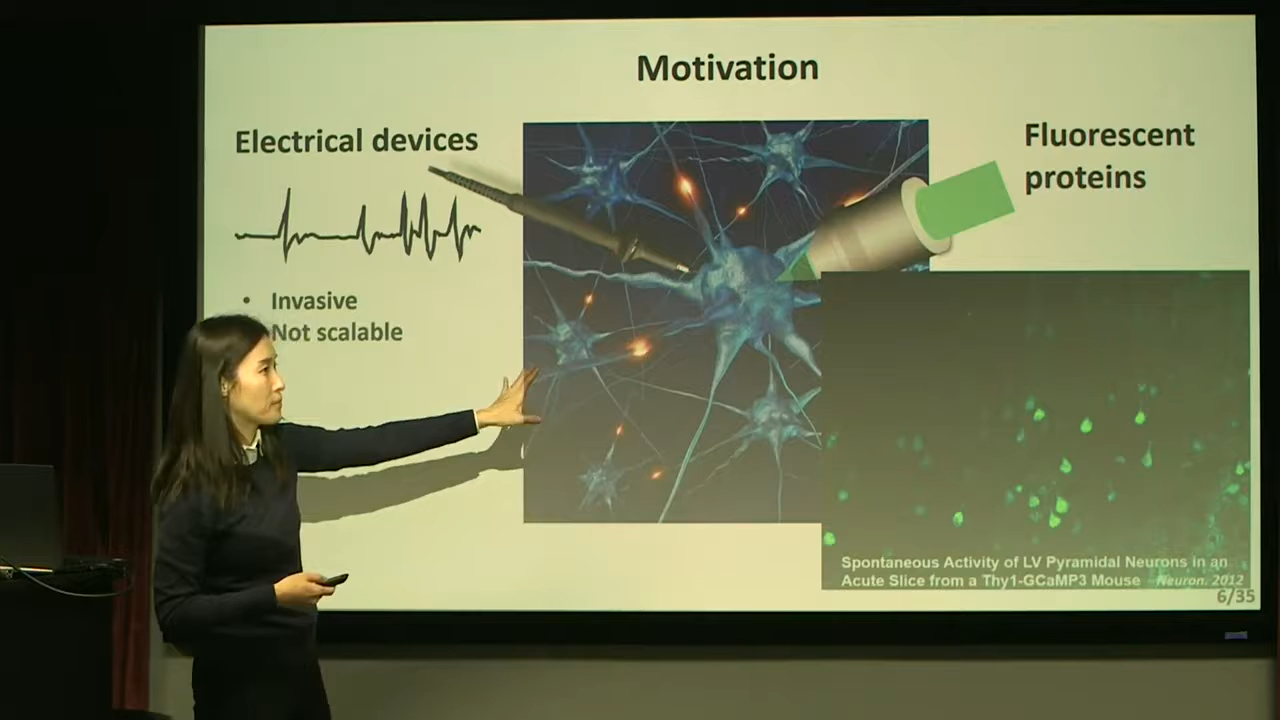 Motivation
Electrical devices
• Invasive
Not scalable
Fluorescent
proteins
Spontaneous Activity of LV Pyramidal Neurons in an
Acute Slice from a Thy1-GCaMP3 Mouse Neuron. 2012
6/35